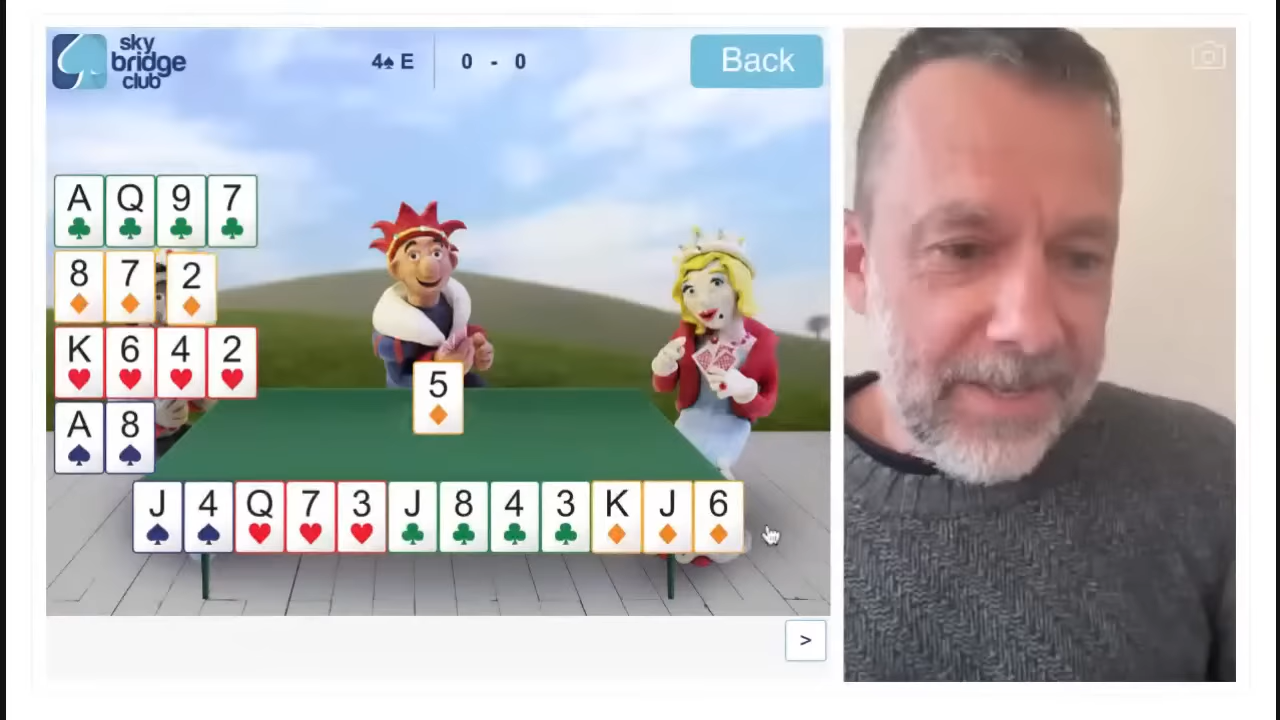 sky
bridge
club
4♠ E
0 - 0
Back
A Q 9 7
8 7 2
K 6 4 2
A 8
5
J 4 Q 7 3 J 8 4 3 K J 6
>